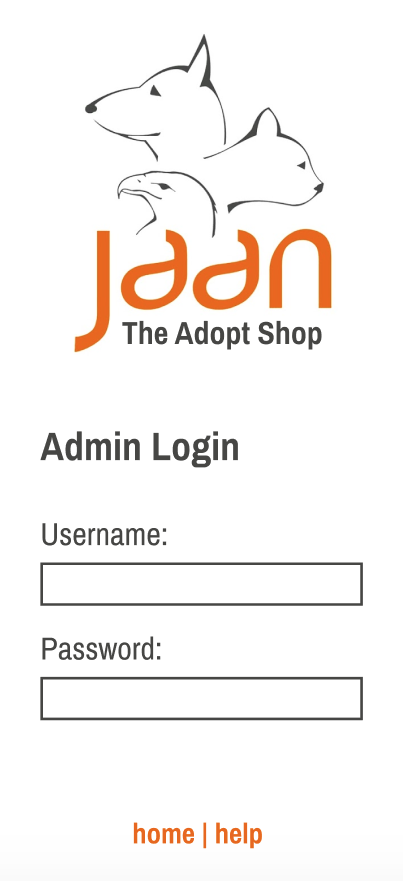 jaan
The Adopt Shop
Admin Login
Username:
Password:
home | help